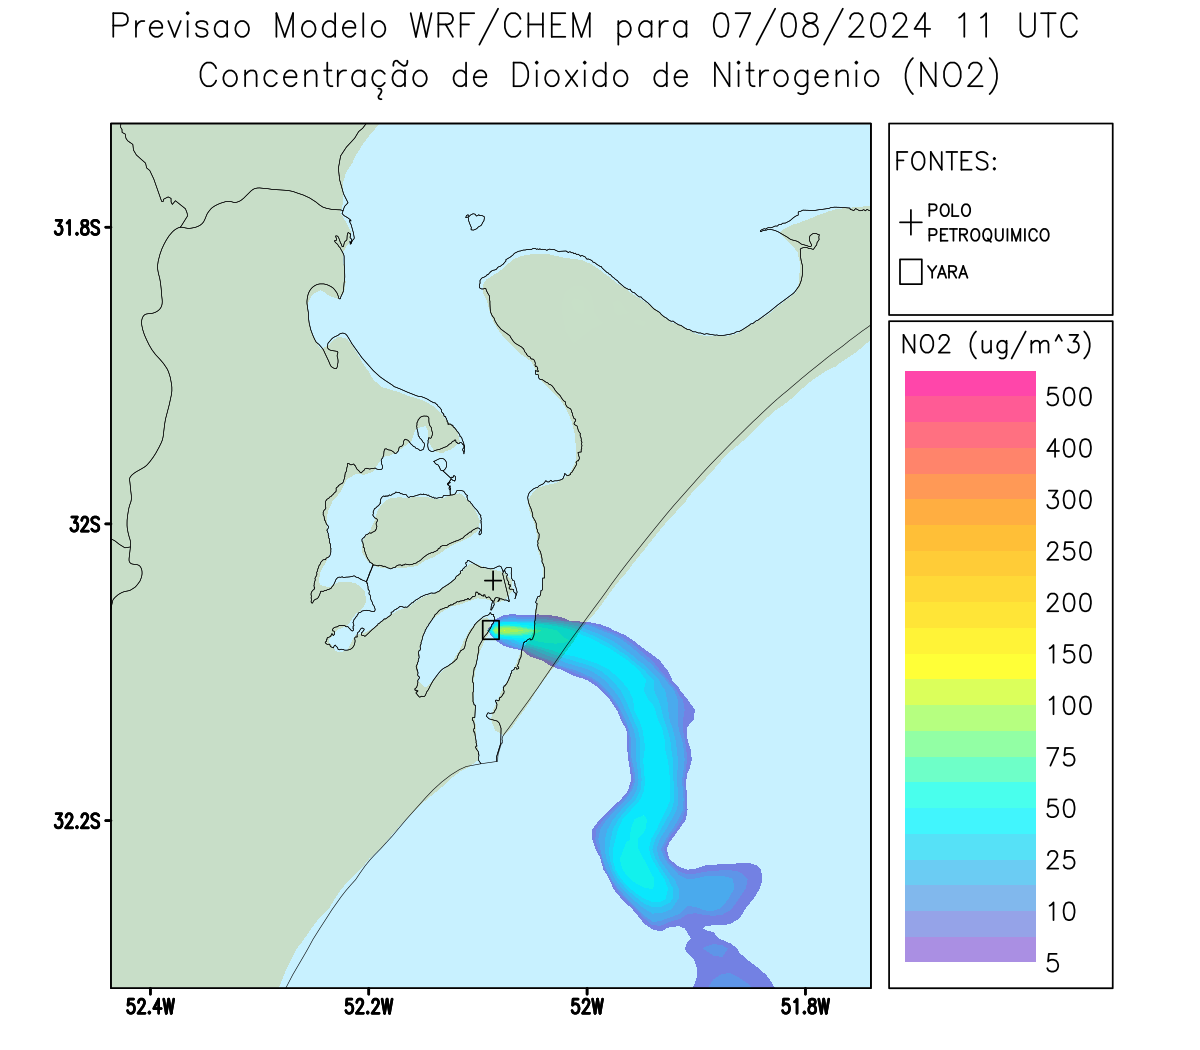 Previsao Modelo WRF/CHEM para 07/08/2024 11 UTC
Concentração de Dioxido de Nitrogenio (NO2)
FONTES:
POLO
PETROQUIMICO
YARA
NO2 (ug/m^3)
500
400
300
250
200
150
100
75
50
25
10
5
31.8S
32S
32.2S
52.4W
52.2W
52W
51.8W